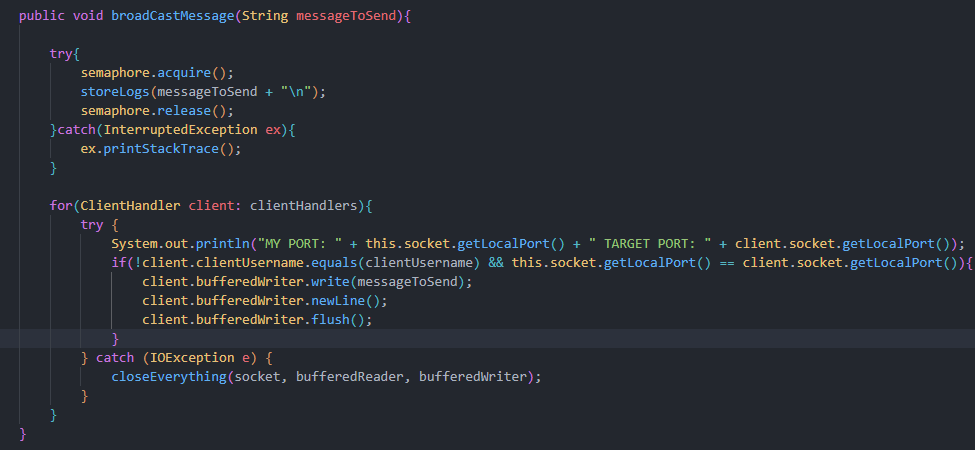 public void broadCastMessage(String messageToSend){
try{
semaphore.acquire();
storeLogs(messageToSend + "\n");
semaphore.release();
}catch(InterruptedException ex){
ex.printStackTrace();
}
for(ClientHandler client: clientHandlers){
try {
System.out.println("MY PORT: " + this.socket.getLocalPort() + " TARGET PORT: " + client.socket.getLocalPort());
if(!client.clientUsername.equals(clientUsername) && this.socket.getLocalPort() == client.socket.getLocalPort()){
client.bufferedWriter.write(messageToSend);
client.bufferedWriter.newLine();
client.bufferedWriter.flush();
}
} catch (IOException e) {
closeEverything(socket, bufferedReader, bufferedWriter);
}
}
}